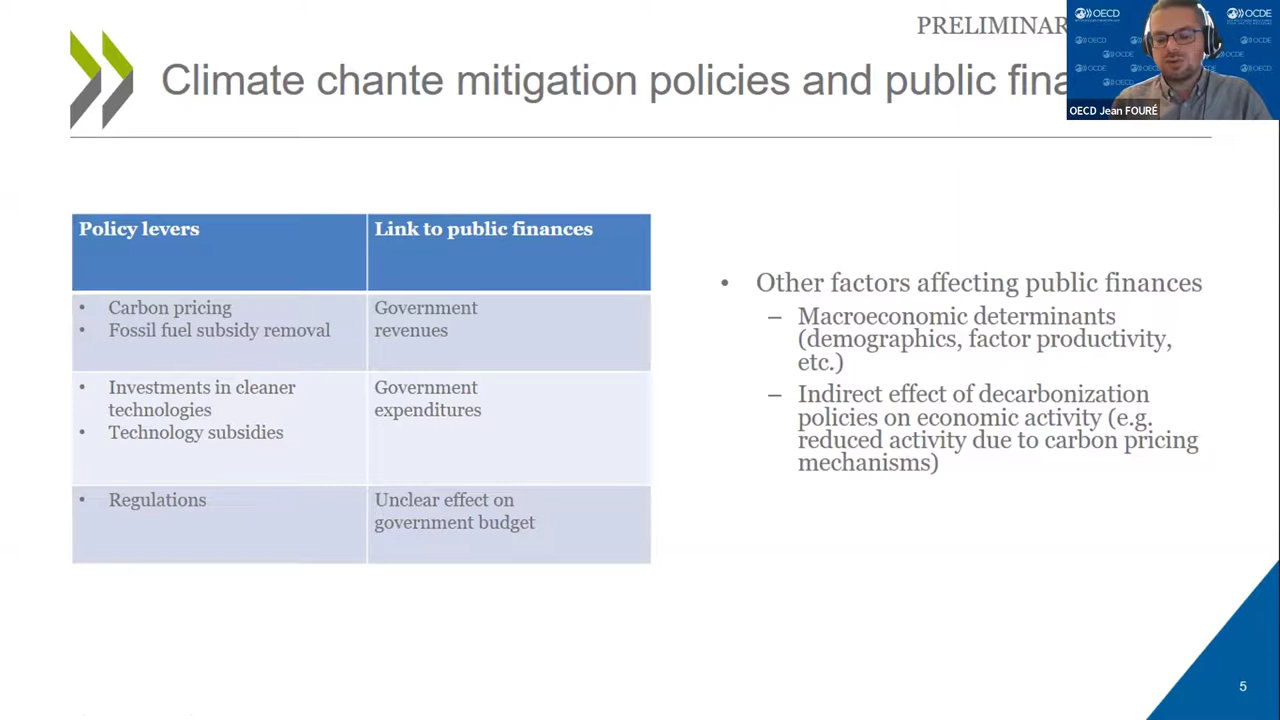 PRELIMINAR
OECD
OCDE
Climate chante mitigation policies and public fina
OECD Jean FOURÉ
Policy levers
Link to public finances
• Carbon pricing
• Fossil fuel subsidy removal
Government
revenues
• Investments in cleaner
technologies
• Technology subsidies
Government
expenditures
• Regulations
Unclear effect on
government budget
• Other factors affecting public finances
– Macroeconomic determinants
(demographics, factor productivity,
etc.)
– Indirect effect of decarbonization
policies on economic activity (e.g.
reduced activity due to carbon pricing
mechanisms)
5